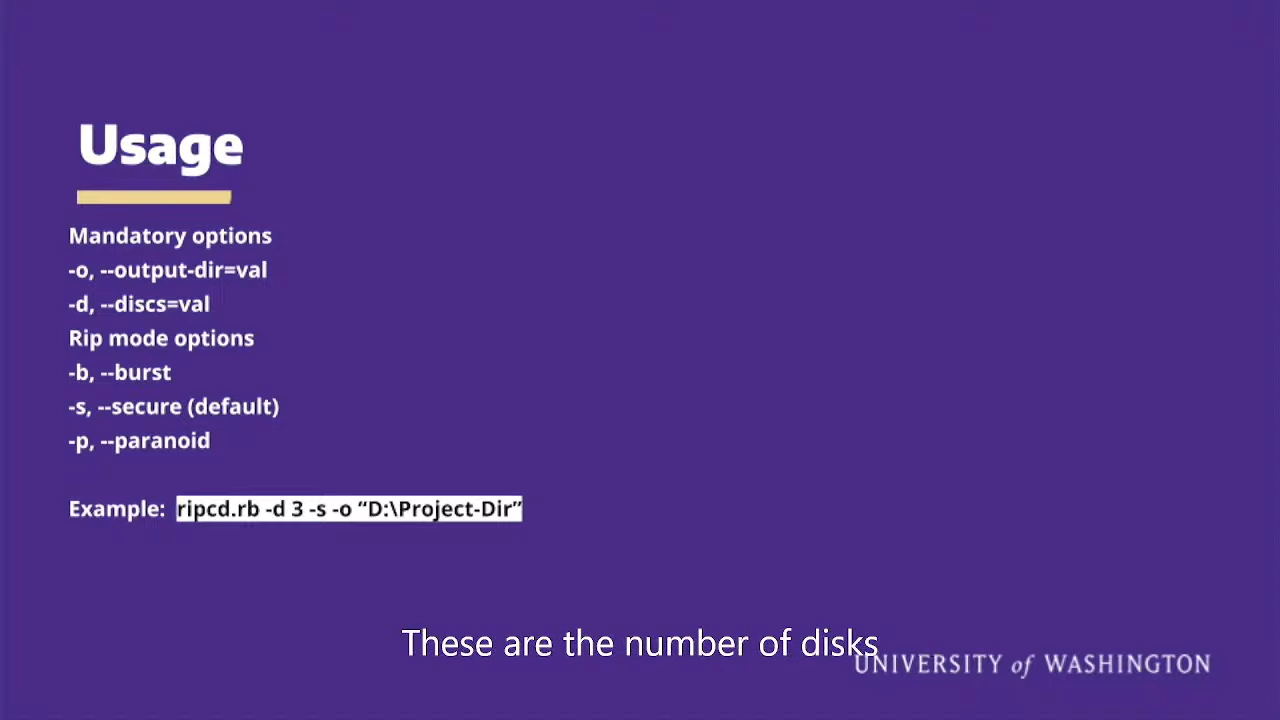 Usage
Mandatory options
-o, --output-dir=val
-d, --discs=val
Rip mode options
-b, --burst
-s, --secure (default)
-p, --paranoid
Example: ripcd.rb -d 3 -s -o “D:\Project-Dir”
These are the number of disks
UNIVERSITY of WASHINGTON